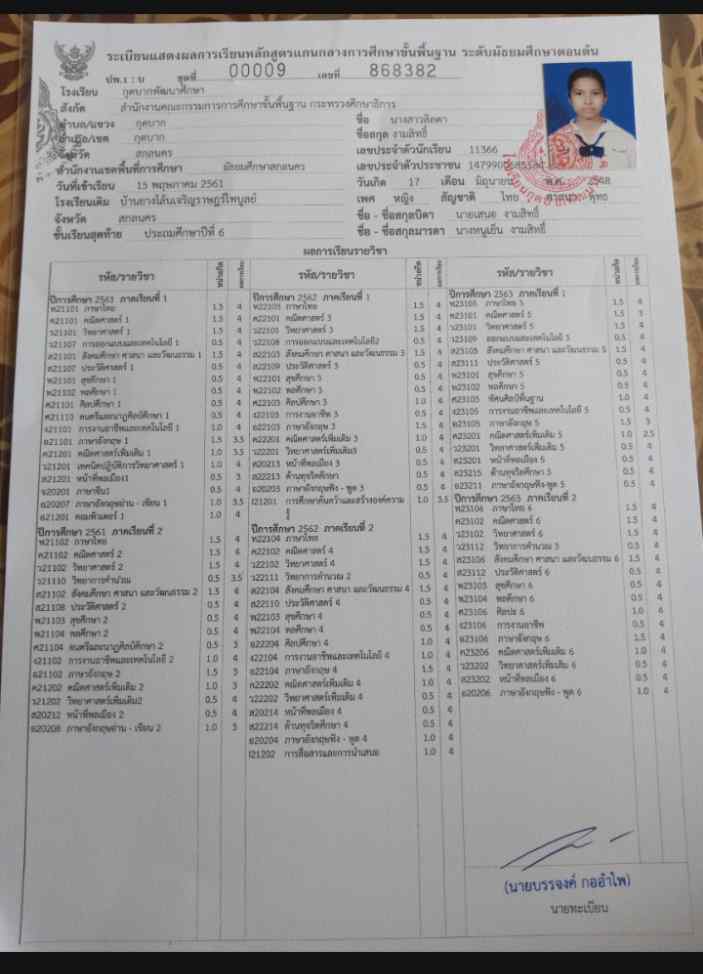 ระเบียนแสดงผลการเรียนหลักสูตรแกนกลางการศึกษาขั้นพื้นฐาน ระดับมัธยมศึกษาตอนต้น
ปพ.1 : บ ชุดที่ 00009 เลขที่ 868382
โรงเรียน กุดบากพัฒนาศึกษา
สังกัด สำนักงานคณะกรรมการการศึกษาขั้นพื้นฐาน กระทรวงศึกษาธิการ
ตำบล/แขวง กุดบาก
อำเภอ/เขต กุดบาก
จังหวัด สกลนคร
สำนักงานเขตพื้นที่การศึกษา มัธยมศึกษาสกลนคร
วันที่เข้าเรียน 15 พฤษภาคม 2561
โรงเรียนเดิม
จังหวัด สกลนคร
ชั้นเรียนสุดท้าย ประถมศึกษาปีที่ 6
ชื่อ
ชื่อสกุล งามสิทธิ์
เลขประจำตัวนักเรียน 11366
เลขประจำตัวประชาชน
วันเกิด 17 เดือน มิถุนายน พ.ศ.
เพศ หญิง สัญชาติ ไทย ศาสนา พุทธ
ชื่อ - ชื่อสกุลบิดา นายเสนอ งามสิทธิ์
ชื่อ - ชื่อสกุลมารดา นางหนูเย็น งามสิทธิ์
ผลการเรียนรายวิชา
รหัส/รายวิชา หน่วยกิต ผลการเรียน
ปีการศึกษา 2561 ภาคเรียนที่ 1
ท21101 ภาษาไทย 1 1.5 4
ค21101 คณิตศาสตร์ 1 1.5 4
ว21101 วิทยาศาสตร์ 1 1.5 4
ว21107 การออกแบบและเทคโนโลยี 1 0.5 4
ส21101 สังคมศึกษา ศาสนา และวัฒนธรรม 1 1.5 4
ส21107 ประวัติศาสตร์ 1 0.5 4
พ21101 สุขศึกษา 1 0.5 4
พ21102 พลศึกษา 1 0.5 4
ศ21101 ศิลปศึกษา 1 0.5 4
ศ21103 ดนตรีและนาฏศิลป์ศึกษา 1 0.5 4
ง21101 การงานอาชีพและเทคโนโลยี 1 1.0 4
อ21101 ภาษาอังกฤษ 1 1.5 3.5
ค21201 คณิตศาสตร์เพิ่มเติม 1 1.0 3.5
ว21201 เทคนิคปฏิบัติการวิทยาศาสตร์ 1 1.0 4
ส20211 หน้าที่พลเมือง 1 0.5 3
จ20201 ภาษาจีน1 0.5 4
อ20207 ภาษาอังกฤษอ่าน - เขียน 1 1.0 3.5
ง21201 คอมพิวเตอร์ 1 1.0 4
ปีการศึกษา 2561 ภาคเรียนที่ 2
ท21102 ภาษาไทย 2 1.5 4
ค21102 คณิตศาสตร์ 2 1.5 4
ว21102 วิทยาศาสตร์ 2 1.5 4
ว21110 วิทยาการคำนวณ 0.5 3.5
ส21102 สังคมศึกษา ศาสนา และวัฒนธรรม 2 1.5 4
ส21108 ประวัติศาสตร์ 2 0.5 4
พ21103 สุขศึกษา 2 0.5 4
พ21104 พลศึกษา 2 0.5 4
ศ21104 ดนตรีและนาฏศิลป์ศึกษา 2 0.5 3
ง21102 การงานอาชีพและเทคโนโลยี 2 1.0 4
อ21102 ภาษาอังกฤษ 2 1.5 3
ค21202 คณิตศาสตร์เพิ่มเติม 2 1.0 3
ว21202 วิทยาศาสตร์เพิ่มเติม2 0.5 4
ส20212 หน้าที่พลเมือง 2 0.5 4
อ20208 ภาษาอังกฤษอ่าน - เขียน 2 1.0 3
รหัส/รายวิชา หน่วยกิต ผลการเรียน
ปีการศึกษา 2562 ภาคเรียนที่ 1
ท22103 ภาษาไทย 3 1.5 4
ค22101 คณิตศาสตร์ 3 1.5 4
ว22101 วิทยาศาสตร์ 3 1.5 4
ว22108 การออกแบบและเทคโนโลยี2 0.5 4
ส22103 สังคมศึกษา ศาสนา และวัฒนธรรม 3 1.5 4
ส22109 ประวัติศาสตร์ 3 0.5 4
พ22201 สุขศึกษา 3 0.5 4
พ22102 พลศึกษา 3 0.5 4
ศ22103 ศิลปศึกษา 3 1.0 4
ง22103 การงานอาชีพ 3 0.5 4
อ22103 ภาษาอังกฤษ 3 1.5 4
ค22201 คณิตศาสตร์เพิ่มเติม 3 1.0 4
ว22201 วิทยาศาสตร์เพิ่มเติม3 0.5 4
ส20213 หน้าที่พลเมือง 3 0.5 4
ส22213 ต้านทุจริตศึกษา 0.5 4
อ20203 ภาษาอังกฤษฟัง - พูด 3 0.5 4
I21201 การศึกษาค้นคว้าและสร้างองค์ความรู้ 1.0 3.5
ปีการศึกษา 2562 ภาคเรียนที่ 2
ท22104 ภาษาไทย 4 1.5 4
ค22102 คณิตศาสตร์ 4 1.5 4
ว22102 วิทยาศาสตร์ 4 1.5 4
ว22111 วิทยาการคำนวณ 2 0.5 4
ส22104 สังคมศึกษา ศาสนา และวัฒนธรรม 4 1.5 4
ส22110 ประวัติศาสตร์ 4 0.5 4
พ22103 สุขศึกษา 4 0.5 4
พ22104 พลศึกษา 4 0.5 4
ศ22204 ศิลปศึกษา 4 1.0 4
ง22104 การงานอาชีพและเทคโนโลยี 4 1.0 4
อ22104 ภาษาอังกฤษ 4 1.5 4
ค22202 คณิตศาสตร์เพิ่มเติม 4 1.0 4
ว22202 วิทยาศาสตร์เพิ่มเติม 4 0.5 4
ส20214 หน้าที่พลเมือง 4 0.5 4
ส22214 ต้านทุจริตศึกษา 4 0.5 4
อ20204 ภาษาอังกฤษฟัง - พูด 4 1.0 4
I21202 การสื่อสารและการนำเสนอ 1.0 4
รหัส/รายวิชา หน่วยกิต ผลการเรียน
ปีการศึกษา 2563 ภาคเรียนที่ 1
ท23105 ภาษาไทย 5 1.5 4
ค23101 คณิตศาสตร์ 5 1.5 3
ว23101 วิทยาศาสตร์ 5 1.5 4
ว23109 ออกแบบและเทคโนโลยี 3 0.5 4
ส23105 สังคมศึกษา ศาสนา และวัฒนธรรม 5 1.5 4
ส23111 ประวัติศาสตร์ 5 0.5 4
พ23101 สุขศึกษา 5 0.5 4
พ23102 พลศึกษา 5 0.5 4
ศ23105 ทัศนศิลป์พื้นฐาน 1.0 4
ง23105 การงานอาชีพและเทคโนโลยี 5 0.5 4
อ23105 ภาษาอังกฤษ 5 1.5 3
ค23201 คณิตศาสตร์เพิ่มเติม 5 1.0 2.5
ว23201 วิทยาศาสตร์เพิ่มเติม 5 0.5 4
ส23201 หน้าที่พลเมือง 5 0.5 4
ส23215 ต้านทุจริตศึกษา 3 0.5 4
อ23211 ภาษาอังกฤษฟัง-พูด 5 0.5 4
ปีการศึกษา 2563 ภาคเรียนที่ 2
ท23106 ภาษาไทย 6 1.5 4
ค23102 คณิตศาสตร์ 6 1.5 4
ว23102 วิทยาศาสตร์ 6 1.5 4
ว23112 วิทยาการคำนวณ 3 0.5 4
ส23106 สังคมศึกษา ศาสนา และวัฒนธรรม 6 1.5 4
ส23112 ประวัติศาสตร์ 6 0.5 4
พ23103 สุขศึกษา 6 0.5 4
พ23104 พลศึกษา 6 0.5 4
ศ23106 ศิลปะ 6 1.0 4
ง23106 การงานอาชีพ 0.5 4
อ23106 ภาษาอังกฤษ 6 1.5 4
ค23206 คณิตศาสตร์เพิ่มเติม 6 1.0 4
ว23202 วิทยาศาสตร์เพิ่มเติม 6 0.5 4
ส23202 หน้าที่พลเมือง 6 0.5 4
อ20206 ภาษาอังกฤษฟัง - พูด 6 1.0 4
(นายบรรจงค์ กออำไพ)
นายทะเบียน